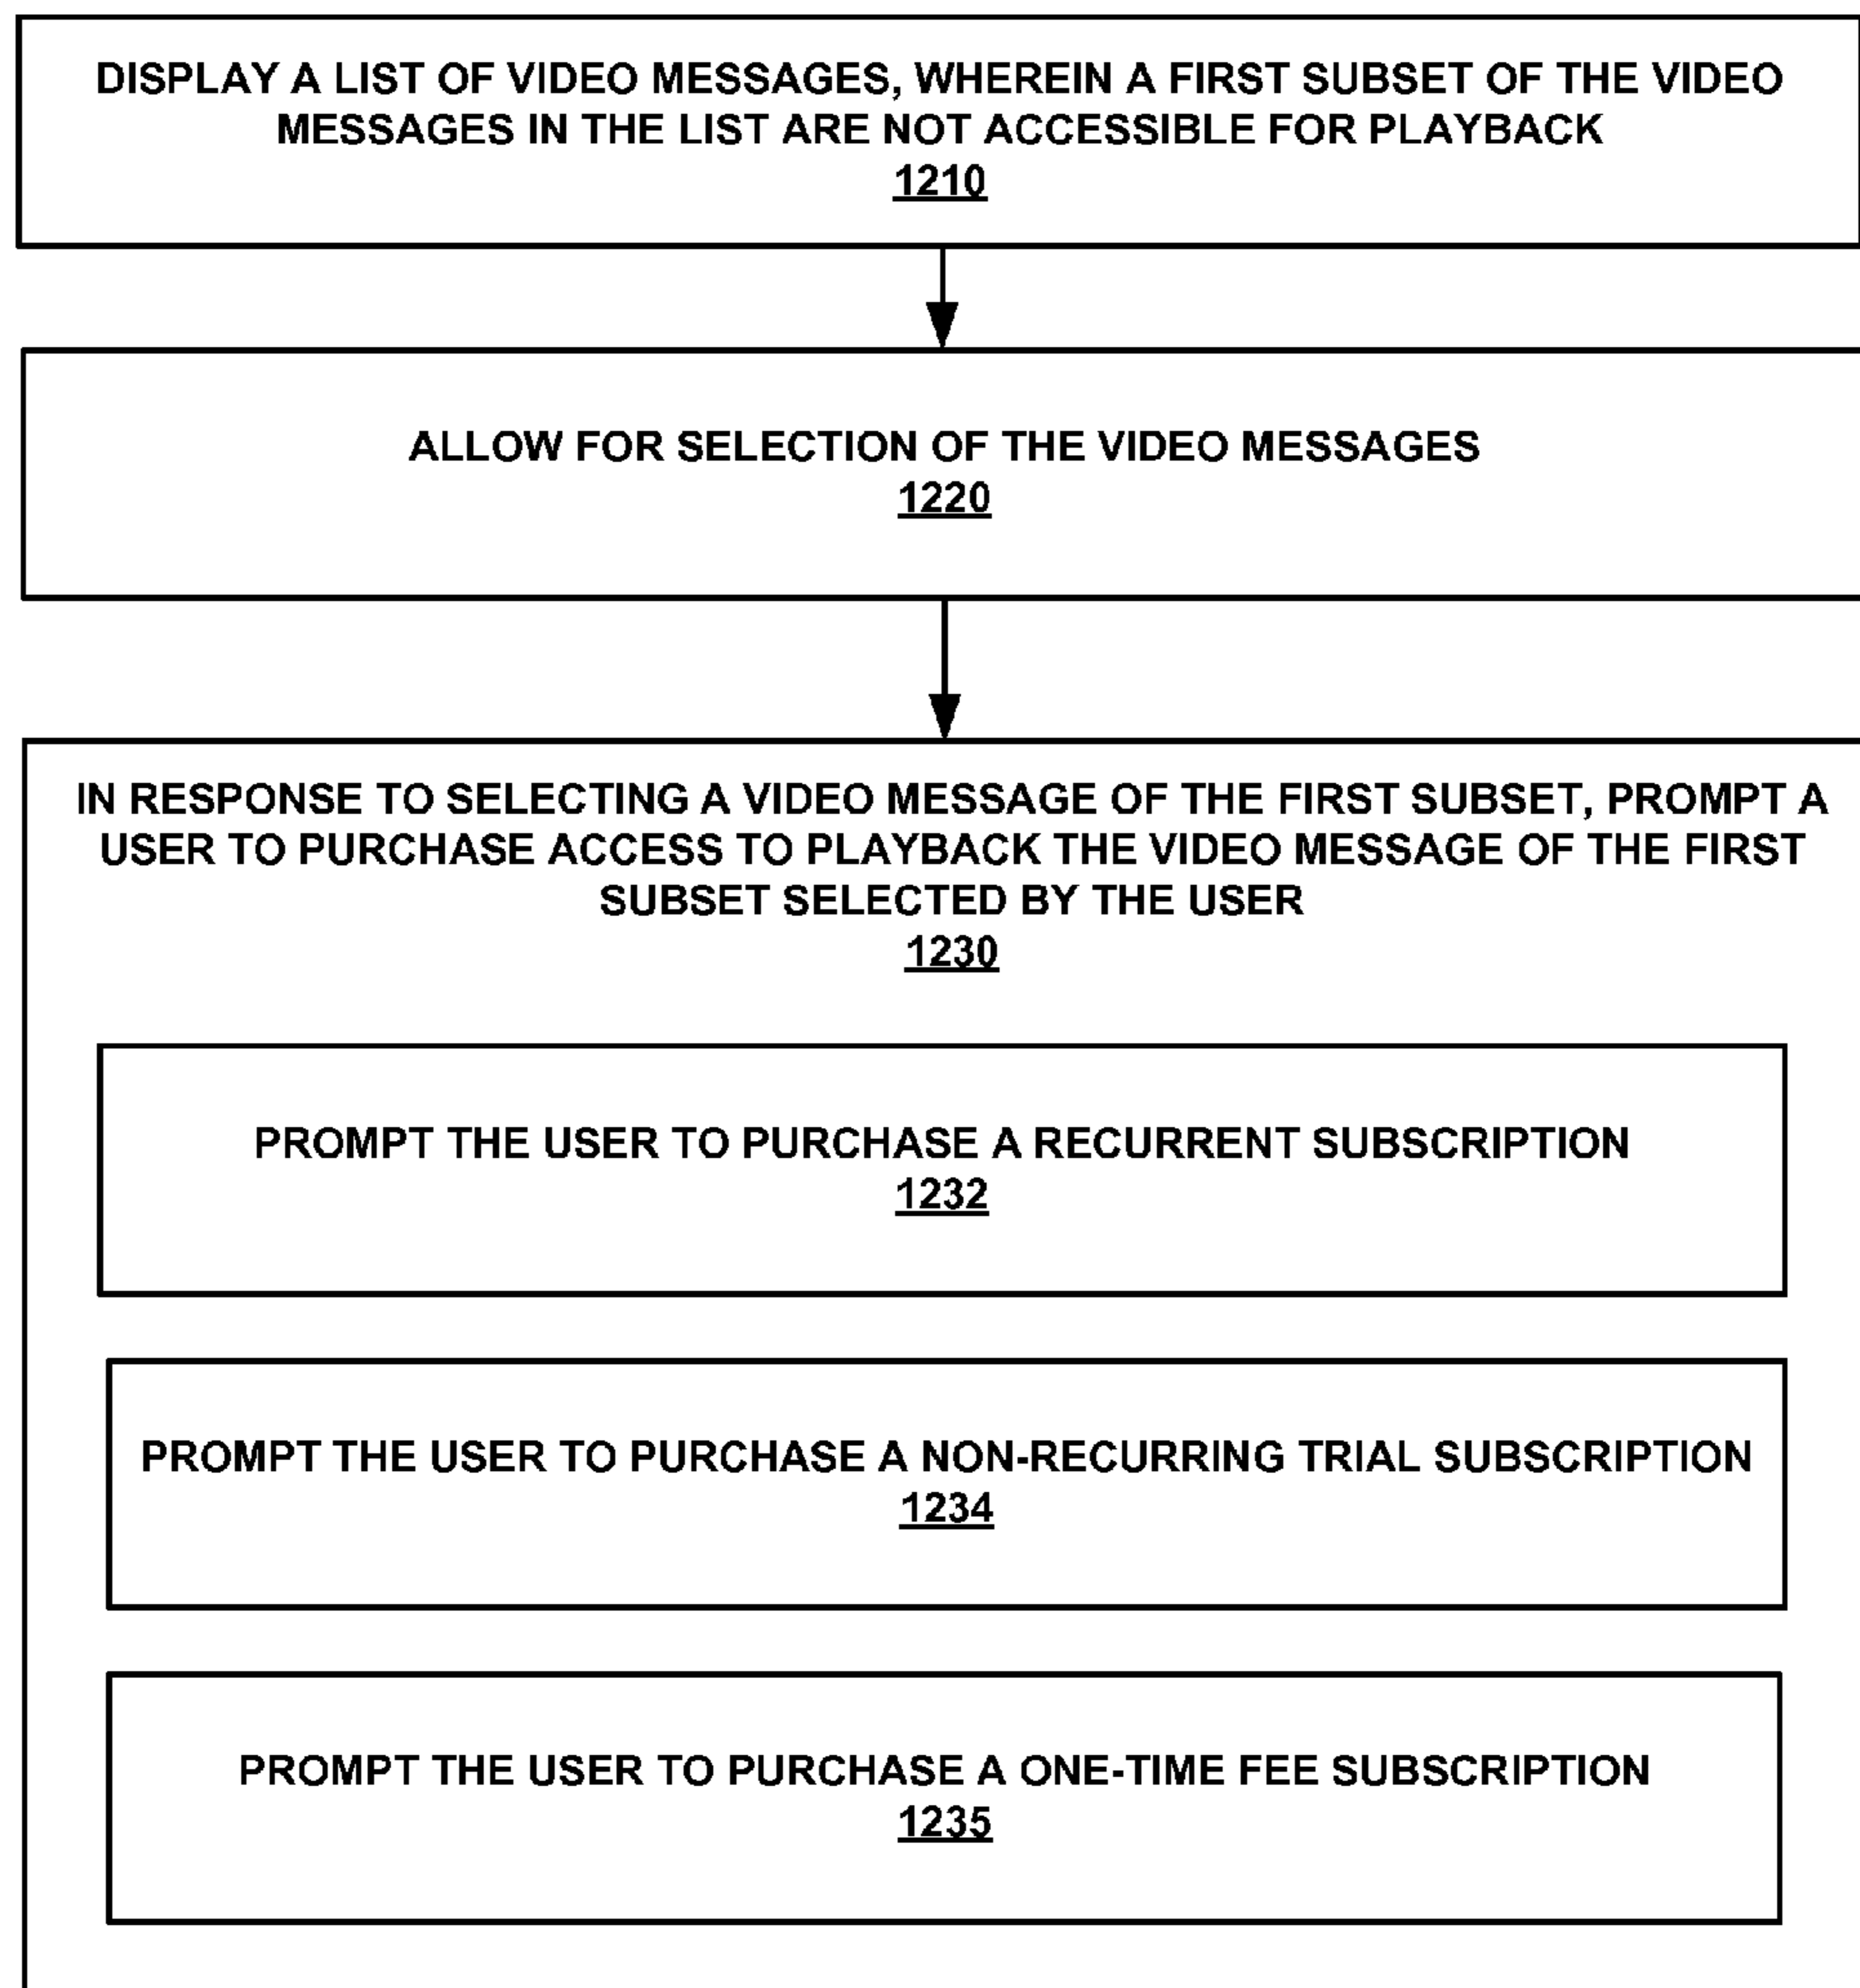 DISPLAY A LIST OF VIDEO MESSAGES, WHEREIN A FIRST SUBSET OF THE VIDEO
MESSAGES IN THE LIST ARE NOT ACCESSIBLE FOR PLAYBACK
1210
ALLOW FOR SELECTION OF THE VIDEO MESSAGES
1220
IN RESPONSE TO SELECTING A VIDEO MESSAGE OF THE FIRST SUBSET, PROMPT A
USER TO PURCHASE ACCESS TO PLAYBACK THE VIDEO MESSAGE OF THE FIRST
SUBSET SELECTED BY THE USER
1230
PROMPT THE USER TO PURCHASE A RECURRENT SUBSCRIPTION
1232
PROMPT THE USER TO PURCHASE A NON-RECURRING TRIAL SUBSCRIPTION
1234
PROMPT THE USER TO PURCHASE A ONE-TIME FEE SUBSCRIPTION
1235